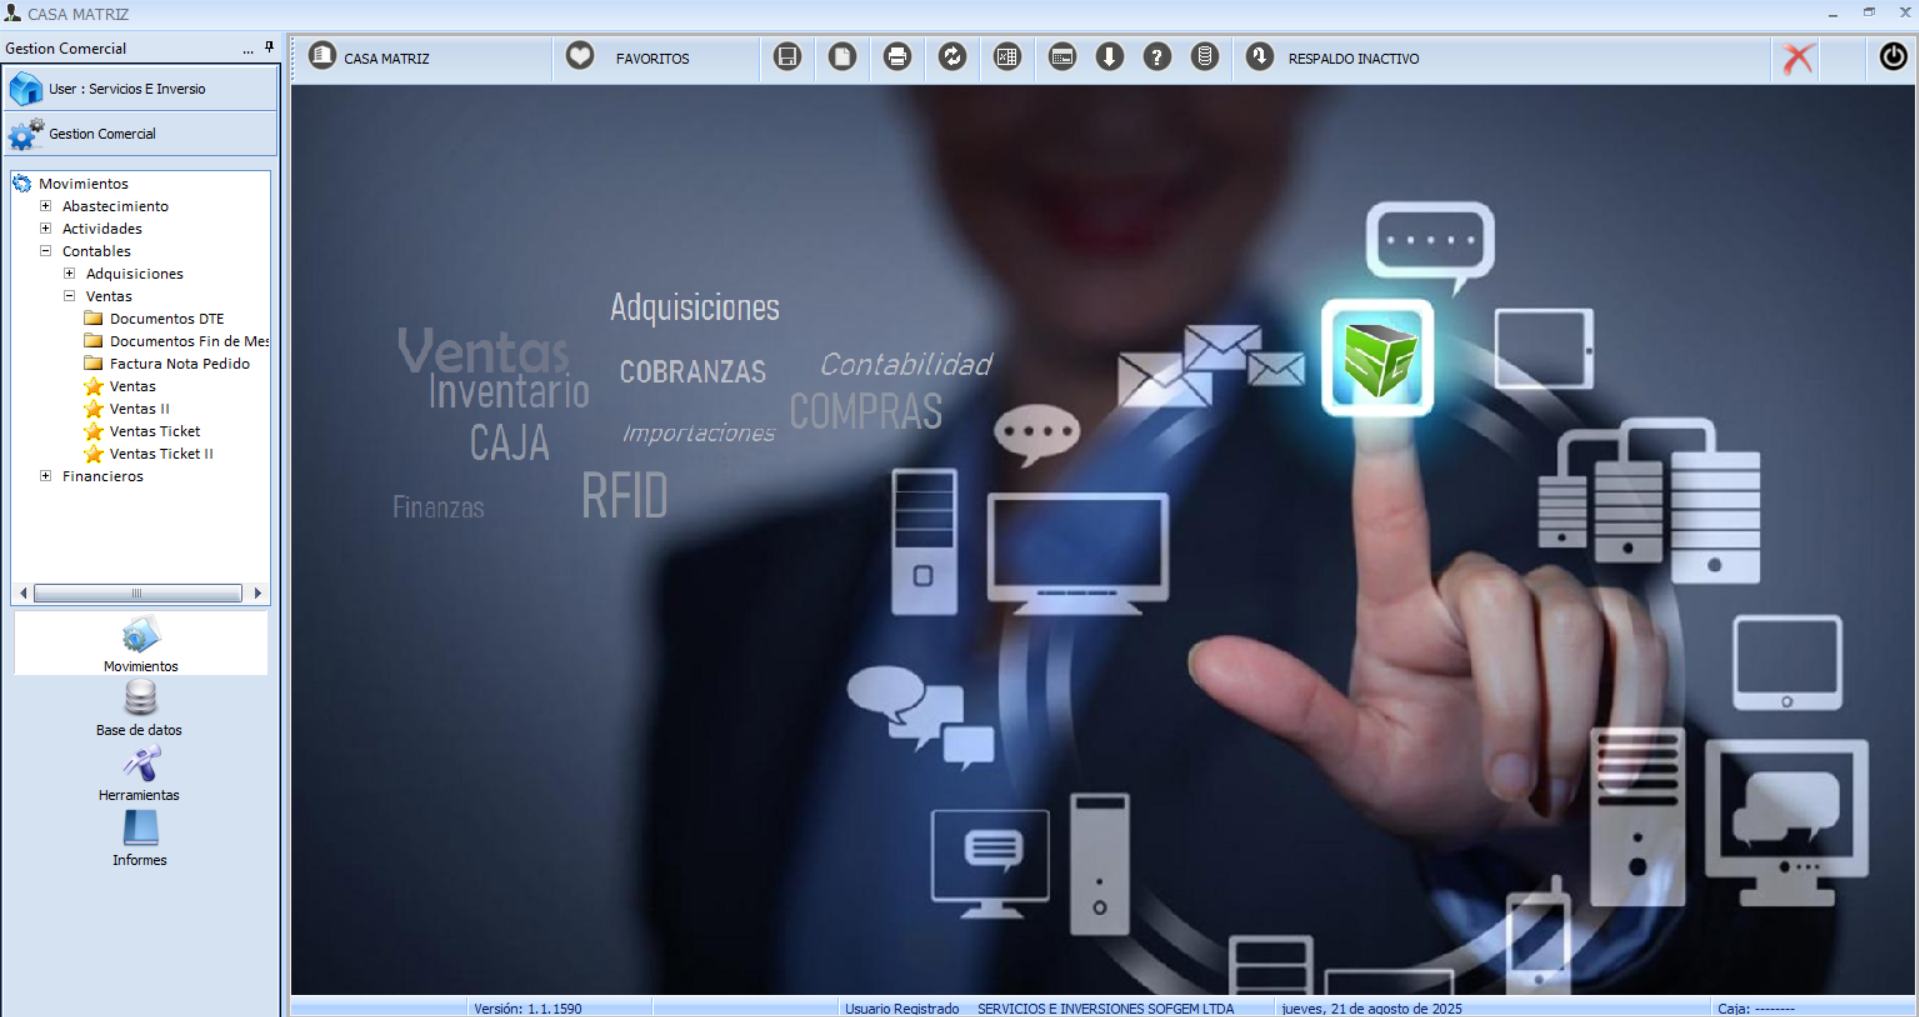 CASA MATRIZ
Gestion Comercial ...
User : Servicios E Inversio
Gestion Comercial
CASA MATRIZ
FAVORITOS
RESPALDO INACTIVO
Movimientos
Abastecimiento
Actividades
Contables
Adquisiciones
Ventas
Documentos DTE
Documentos Fin de Mes
Factura Nota Pedido
Ventas
Ventas II
Ventas Ticket
Ventas Ticket II
Financieros
Movimientos
Base de datos
Herramientas
Informes
Adquisiciones
Ventas
COBRANZAS
Contabilidad
Inventario
COMPRAS
CAJA
Importaciones
RFID
Finanzas
SG
Versión: 1.1.1590
Usuario Registrado
SERVICIOS E INVERSIONES SOFGEM LTDA
jueves, 21 de agosto de 2025
Caja: --------